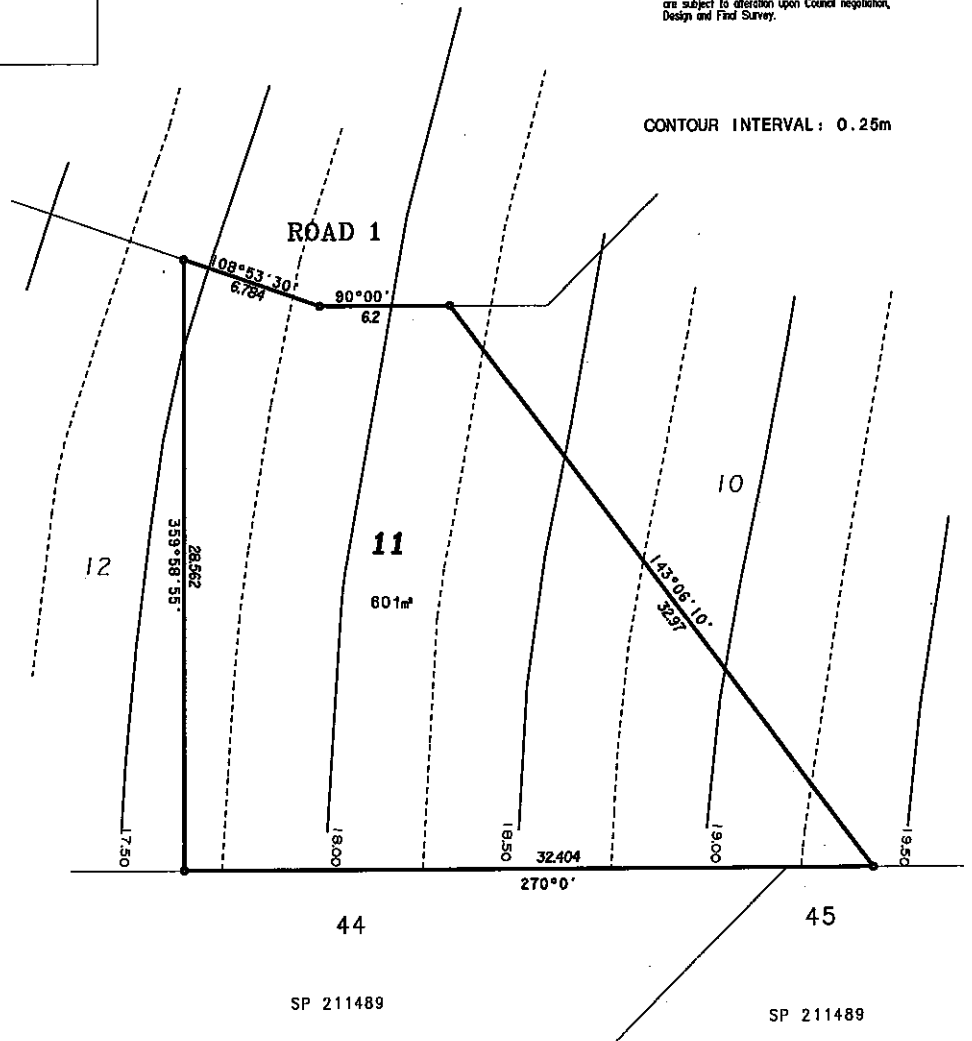 are subject to alteration upon Council negotiation,
Design and Final Survey.
CONTOUR INTERVAL: 0.25m
ROAD 1
108°53'30"
6.784
90°00'
6.2
10
11
601m²
12
28.562
359°58'55"
143°06'10"
32.97
17.50
18.00
18.50
19.00
19.50
32.404
270°0'
44
45
SP 211489
SP 211489